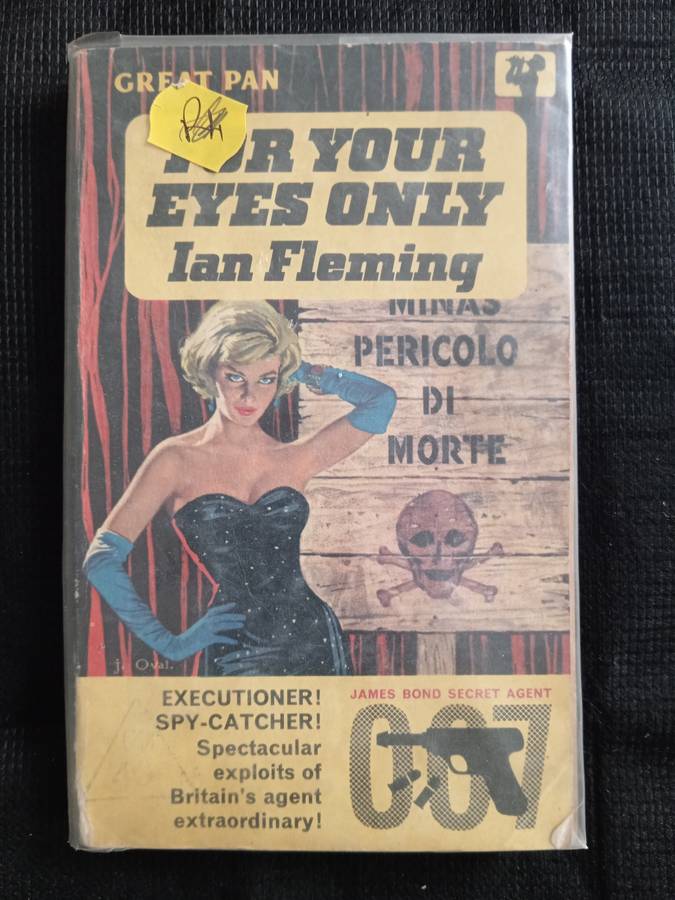 GREAT PAN
FOR YOUR
EYES ONLY
Ian Fleming
MINAS
PERICOLO
DI
MORTE
j. Oval.
EXECUTIONER!
SPY-CATCHER!
Spectacular
exploits of
Britain's agent
extraordinary!
JAMES BOND SECRET AGENT
007